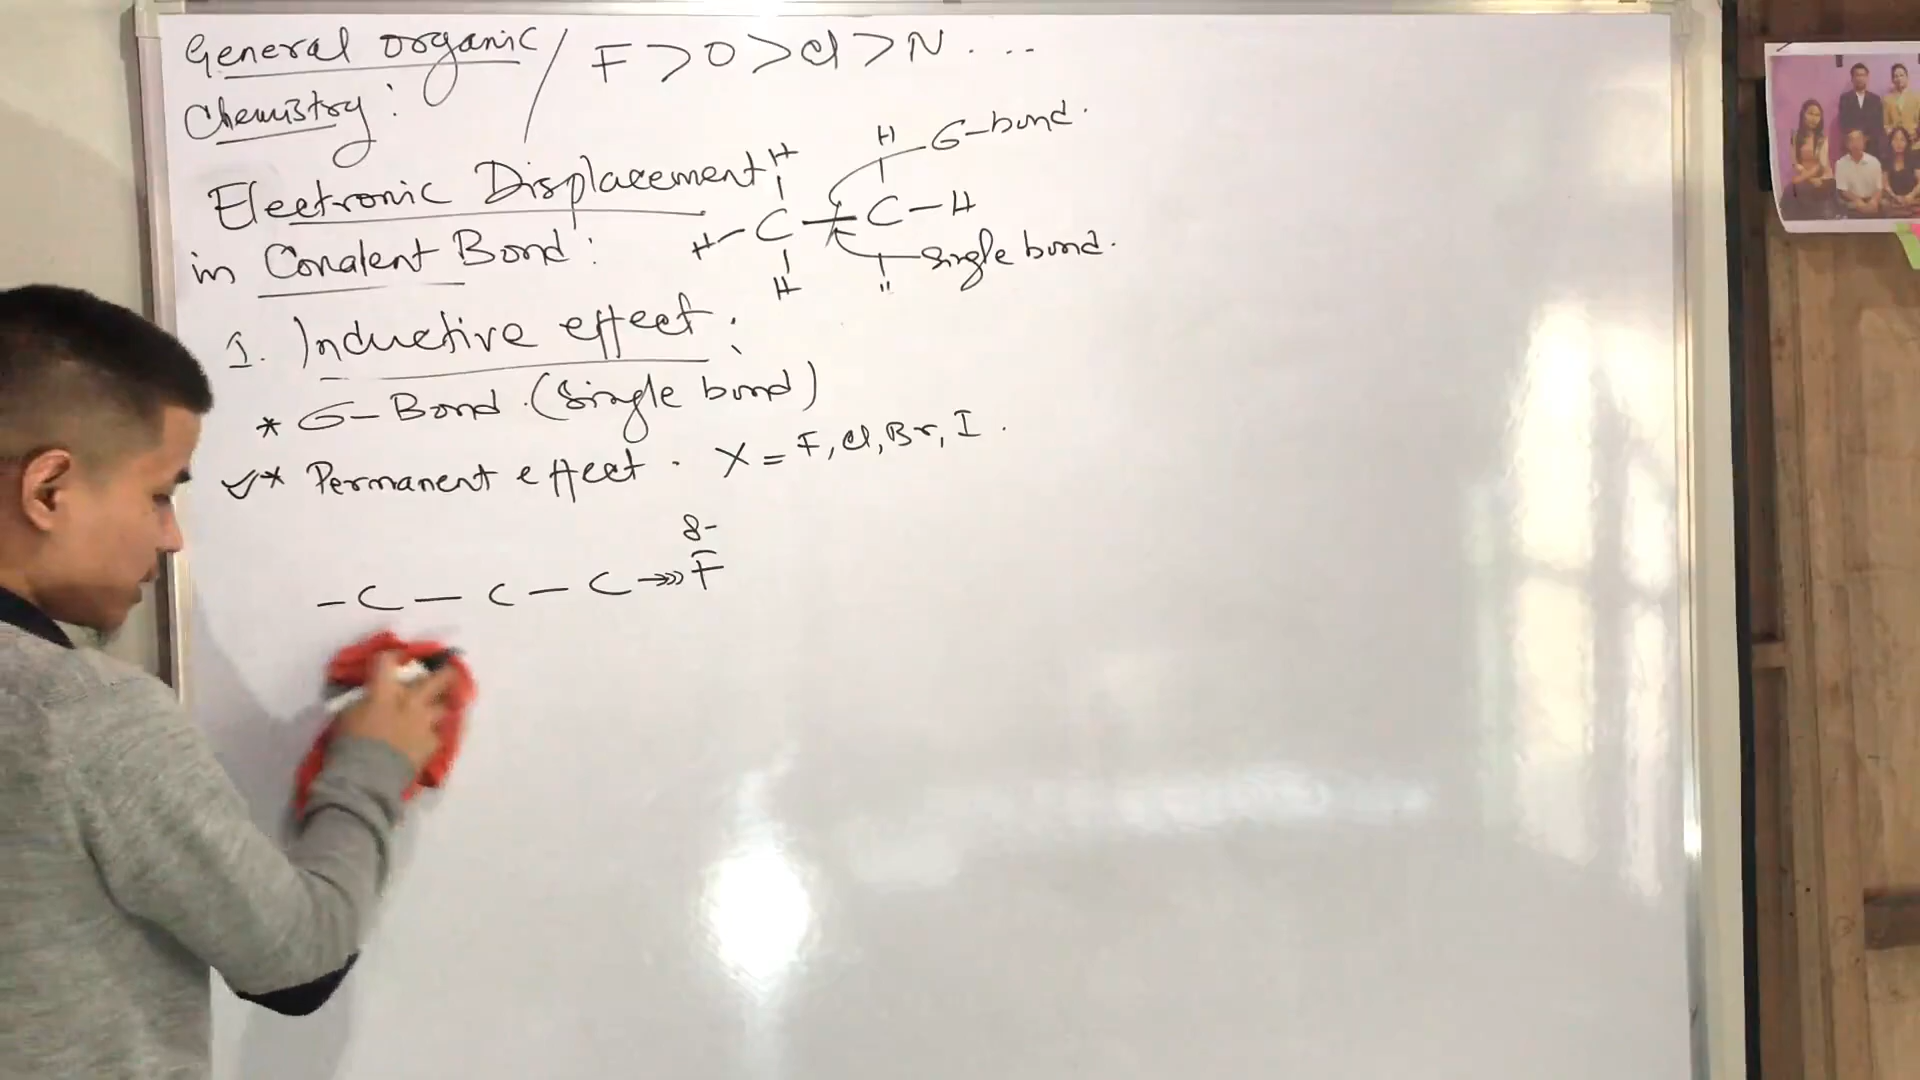 General organic / F > O > Cl > N ...
Chemistry:
Electronic Displacement
in Covalent Bond:
H H σ-bond.
H - C - C - H
H " single bond.
1. Inductive effect:
* σ-Bond. (Single bond)
✓* Permanent effect. X = F, Cl, Br, I.
δ-
- C - C - C →»» F